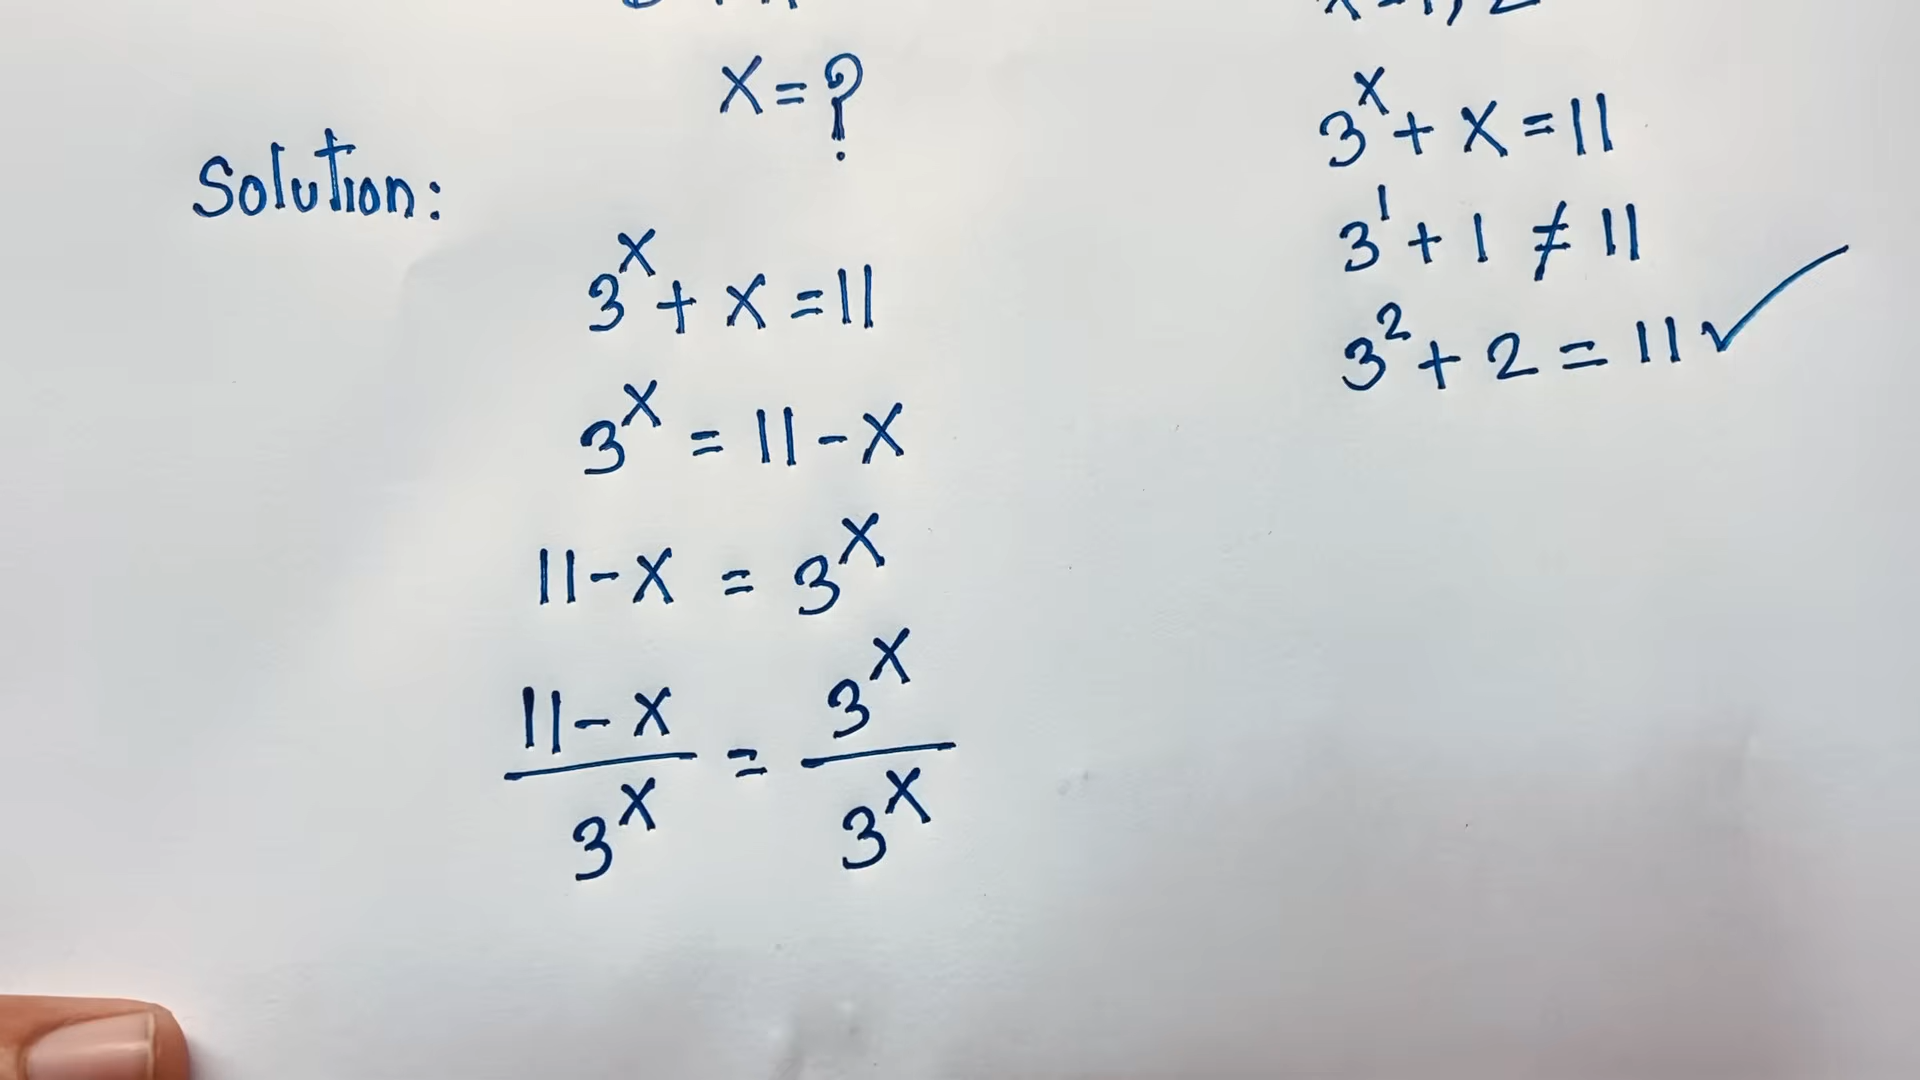 x = ?
Solution:
3^x + x = 11
3^x = 11 - x
11 - x = 3^x
(11 - x)/3^x = 3^x/3^x
3^x + x = 11
3^1 + 1 ≠ 11
3^2 + 2 = 11 ✓